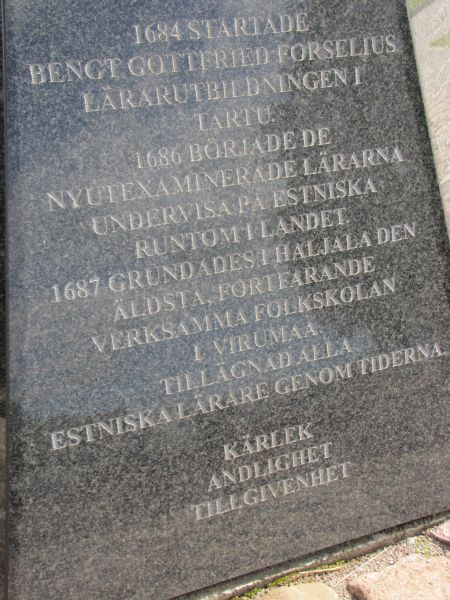 1684 STARTADE
BENGT GOTTFRIED FORSELIUS
LÄRARUTBILDNINGEN I
TARTU.
1686 BÖRJADE DE
NYUTEXAMINERADE LÄRARNA
UNDERVISA PÅ ESTNISKA
RUNTOM I LANDET.
1687 GRUNDADES I HALJALA DEN
ÄLDSTA, FORTFARANDE
VERKSAMMA FOLKSKOLAN
I VIRUMAA.
TILLÄGNAD ALLA
ESTNISKA LÄRARE GENOM TIDERNA.
KÄRLEK
ANDLIGHET
TILLGIVENHET